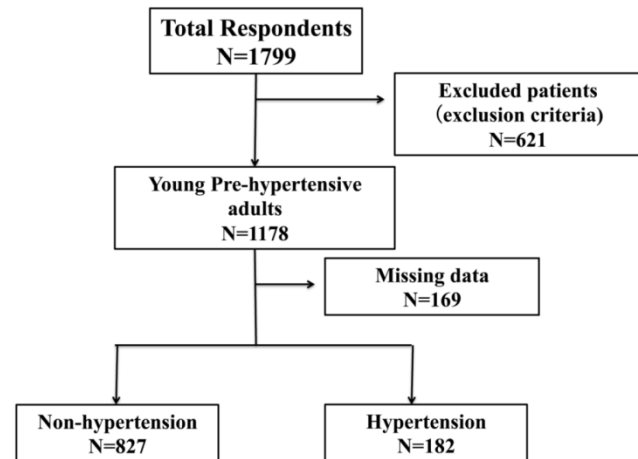 Total Respondents
N=1799
Excluded patients
（exclusion criteria)
N=621
Young Pre-hypertensive
adults
N=1178
Missing data
N=169
Non-hypertension
N=827
Hypertension
N=182